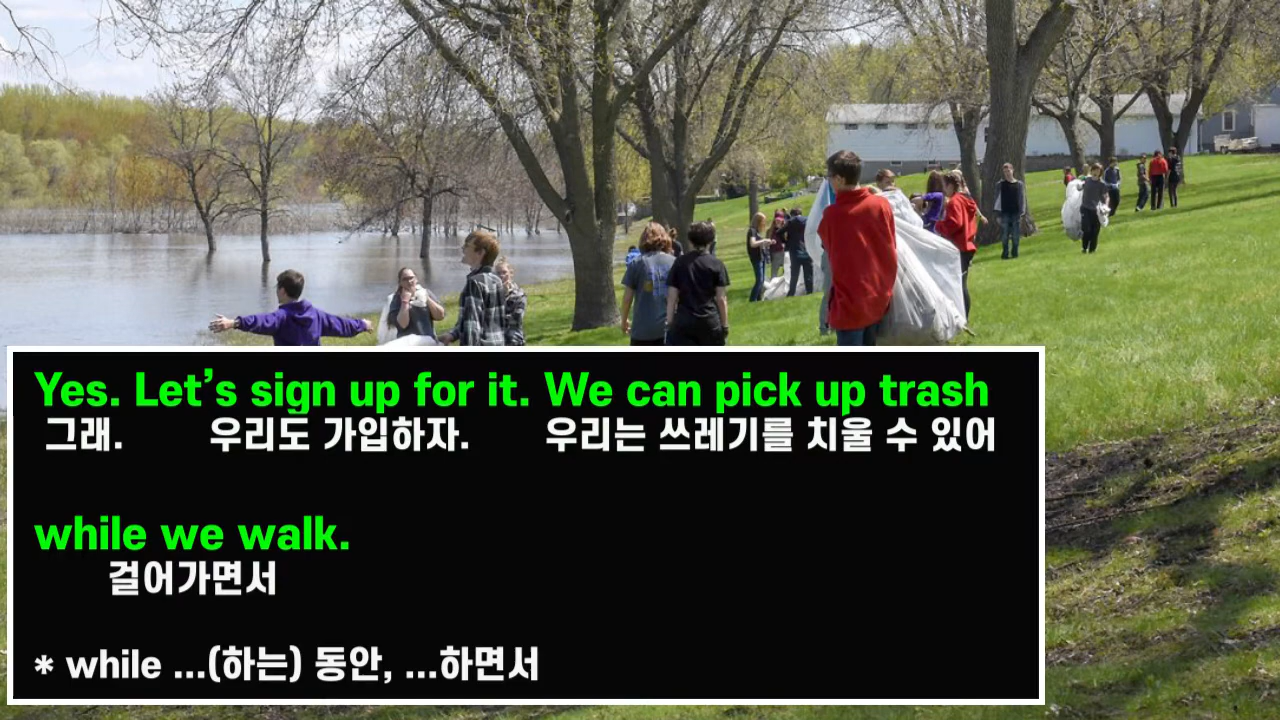 Yes. Let’s sign up for it. We can pick up trash
그래. 우리도 가입하자. 우리는 쓰레기를 치울 수 있어
while we walk.
걸어가면서
* while ...(하는) 동안, ...하면서